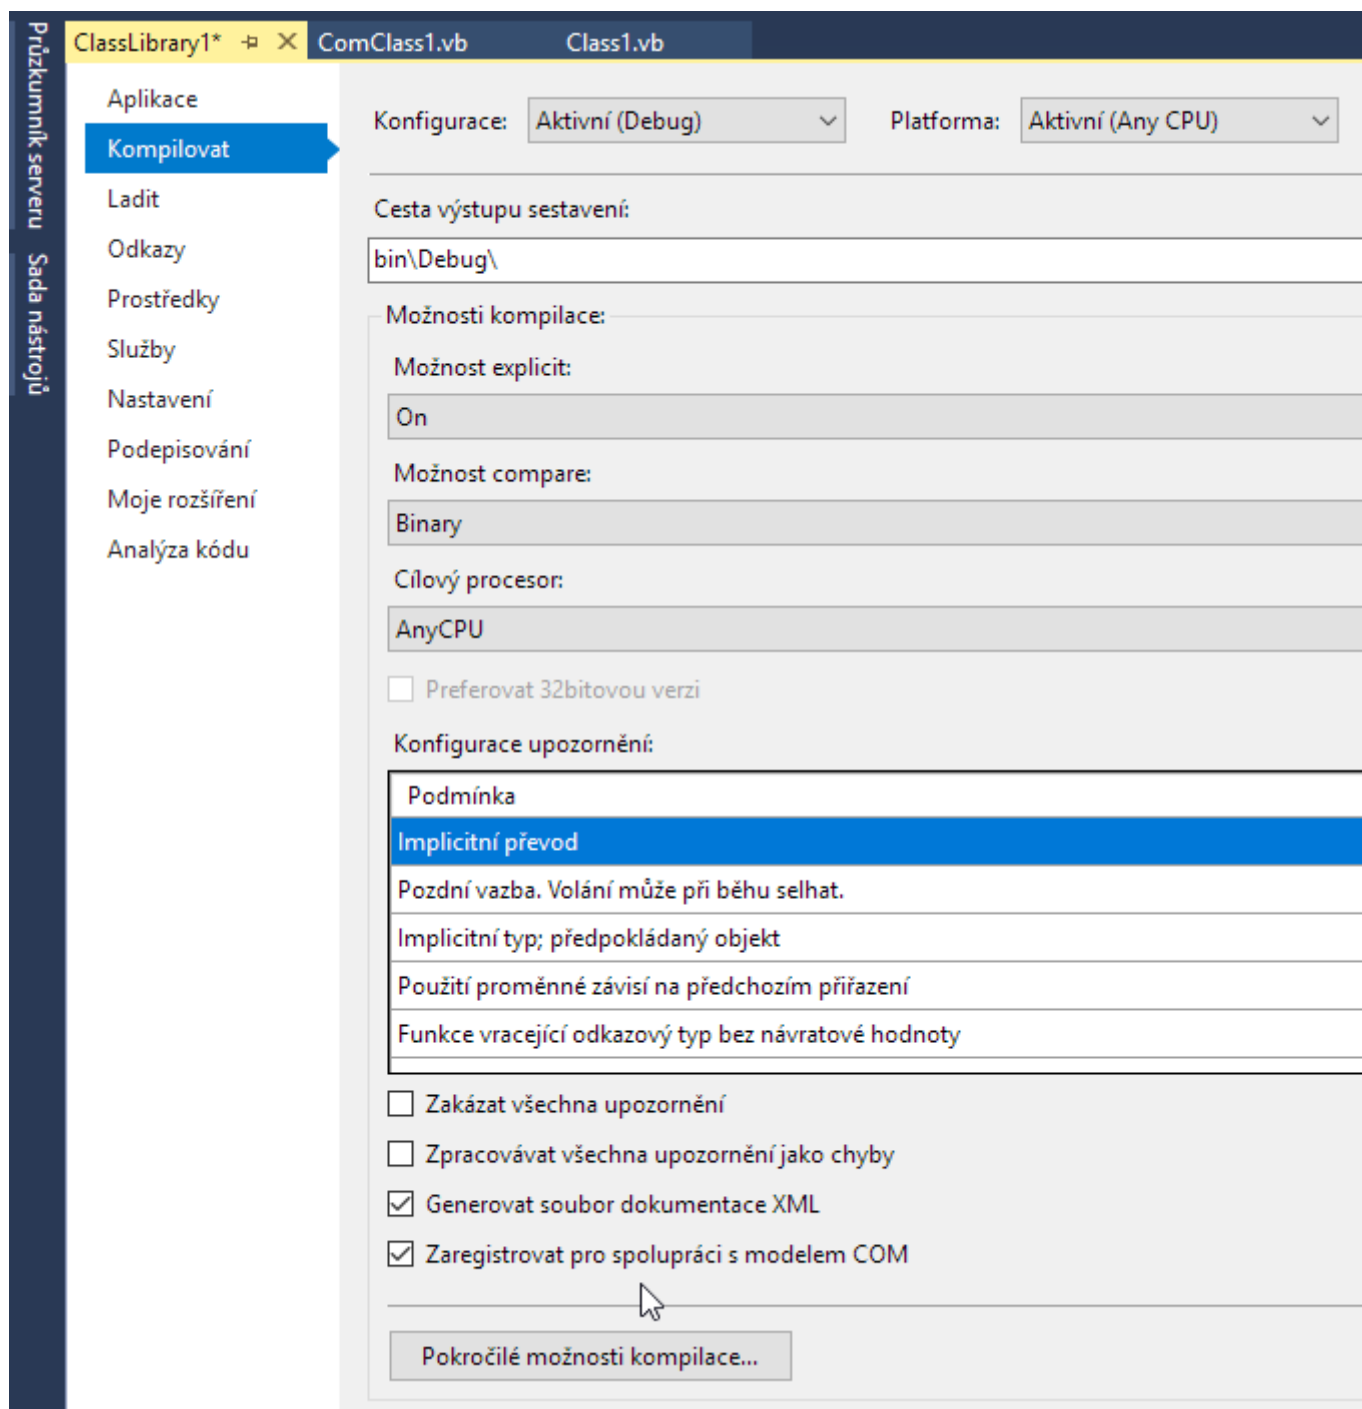 Průzkumník serveru
Sada nástrojů
ClassLibrary1* ComClass1.vb Class1.vb
Aplikace
Kompilovat
Ladit
Odkazy
Prostředky
Služby
Nastavení
Podepisování
Moje rozšíření
Analýza kódu
Konfigurace: Aktivní (Debug) Platforma: Aktivní (Any CPU)
Cesta výstupu sestavení:
bin\Debug\
Možnosti kompilace:
Možnost explicit:
On
Možnost compare:
Binary
Cílový procesor:
AnyCPU
Preferovat 32bitovou verzi
Konfigurace upozornění:
Podmínka
Implicitní převod
Pozdní vazba. Volání může při běhu selhat.
Implicitní typ; předpokládaný objekt
Použití proměnné závisí na předchozím přiřazení
Funkce vracející odkazový typ bez návratové hodnoty
Zakázat všechna upozornění
Zpracovávat všechna upozornění jako chyby
Generovat soubor dokumentace XML
Zaregistrovat pro spolupráci s modelem COM
Pokročilé možnosti kompilace...